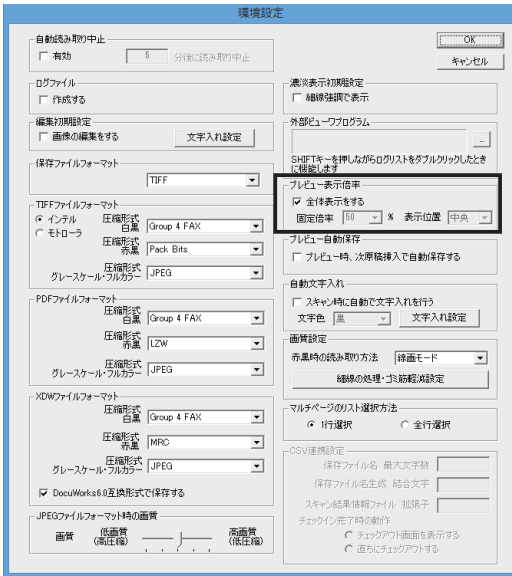 環境設定
自動読み取り中止
有効 5 分後に読み取り中止
ログファイル
作成する
編集初期設定
画像の編集をする 文字入れ設定
保存ファイルフォーマット
TIFF
TIFFファイルフォーマット
インテル
モトローラ
圧縮形式
白黒 Group 4 FAX
圧縮形式
赤黒 Pack Bits
圧縮形式
グレースケール・フルカラー JPEG
PDFファイルフォーマット
圧縮形式
白黒 Group 4 FAX
圧縮形式
赤黒 LZW
圧縮形式
グレースケール・フルカラー JPEG
XDWファイルフォーマット
圧縮形式
白黒 Group 4 FAX
圧縮形式
赤黒 MRC
圧縮形式
グレースケール・フルカラー JPEG
DocuWorks6.0互換形式で保存する
JPEGファイルフォーマット時の画質
画質 低画質 高画質
(高圧縮) (低圧縮)
OK
キャンセル
濃淡表示初期設定
細線強調で表示
外部ビューワプログラム
...
SHIFTキーを押しながらログリストをダブルクリックしたとき
に機能します
プレビュー表示倍率
全体表示をする
固定倍率 50 % 表示位置 中央
プレビュー自動保存
プレビュー時、次原稿挿入で自動保存する
自動文字入れ
スキャン時に自動で文字入れを行う
文字色 黒 文字入れ設定
画質設定
赤黒時の読み取り方法 線画モード
細線の処理・ゴミ筋軽減設定
マルチページのリスト選択方法
1行選択 全行選択
CSV連携設定
保存ファイル名 最大文字数
保存ファイル名生成 結合文字
スキャン結果情報ファイル 拡張子
チェックイン完了時の動作
チェックアウト画面を表示する
直ちにチェックアウトする